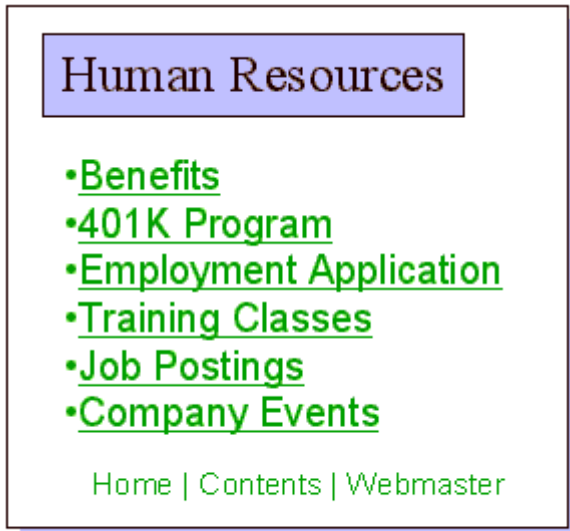 Human Resources
•Benefits
•401K Program
•Employment Application
•Training Classes
•Job Postings
•Company Events
Home | Contents | Webmaster